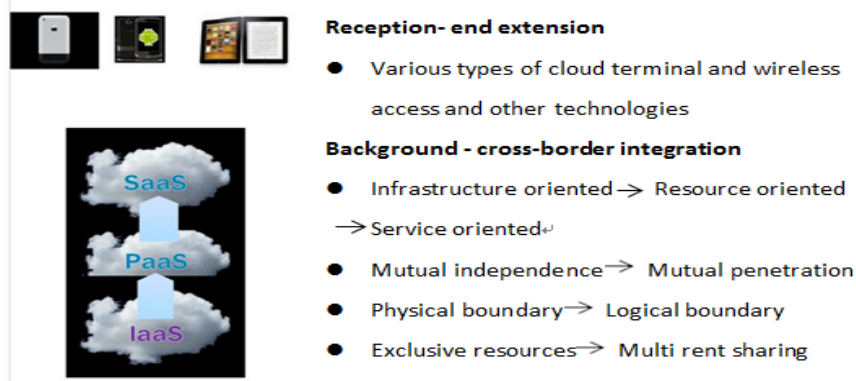 Reception- end extension
● Various types of cloud terminal and wireless
access and other technologies
Background - cross-border integration
● Infrastructure oriented→ Resource oriented
→Service oriented↵
● Mutual independence→ Mutual penetration
● Physical boundary→ Logical boundary
● Exclusive resources→ Multi rent sharing
SaaS
PaaS
IaaS